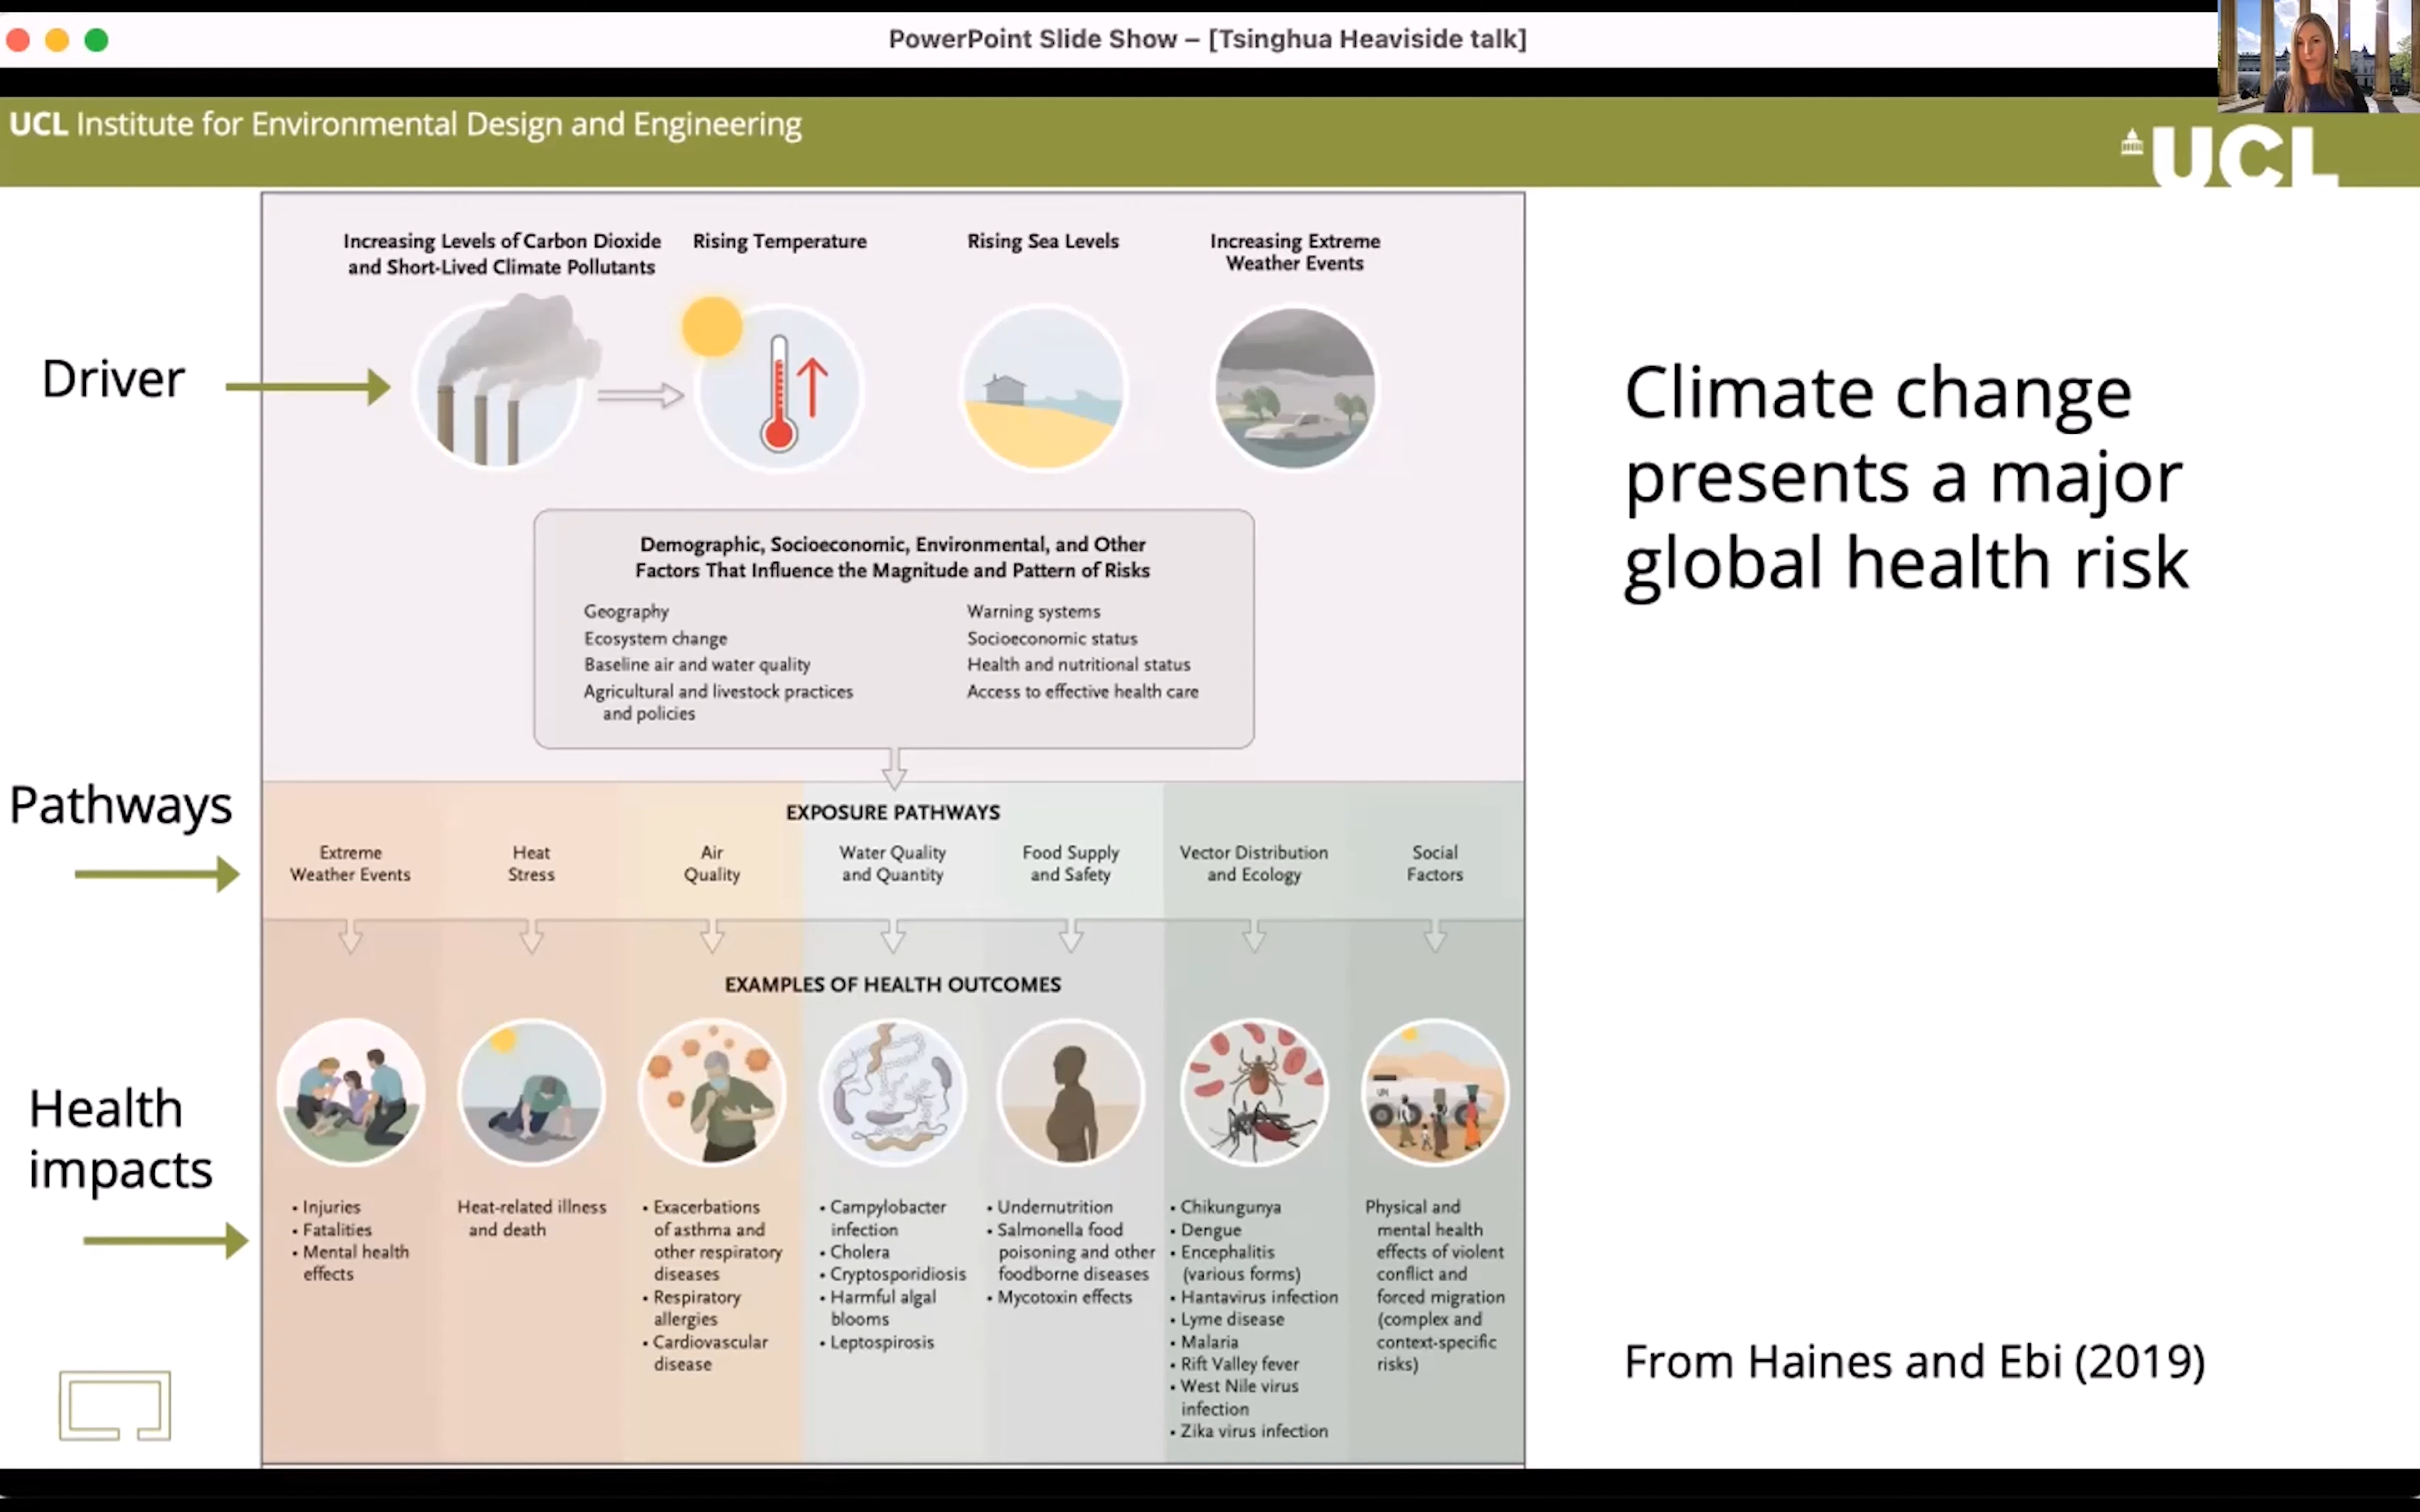 PowerPoint Slide Show – [Tsinghua Heaviside talk]
UCL Institute for Environmental Design and Engineering
UCL
Increasing Levels of Carbon Dioxide
and Short-Lived Climate Pollutants
Rising Temperature
Rising Sea Levels
Increasing Extreme
Weather Events
Driver
Climate change
presents a major
global health risk
Demographic, Socioeconomic, Environmental, and Other
Factors That Influence the Magnitude and Pattern of Risks
Geography
Ecosystem change
Baseline air and water quality
Agricultural and livestock practices
and policies
Warning systems
Socioeconomic status
Health and nutritional status
Access to effective health care
Pathways
EXPOSURE PATHWAYS
Extreme
Weather Events
Heat
Stress
Air
Quality
Water Quality
and Quantity
Food Supply
and Safety
Vector Distribution
and Ecology
Social
Factors
EXAMPLES OF HEALTH OUTCOMES
UN
Health
impacts
• Injuries
• Fatalities
• Mental health
effects
Heat-related illness
and death
• Exacerbations
of asthma and
other respiratory
diseases
• Respiratory
allergies
• Cardiovascular
disease
• Campylobacter
infection
• Cholera
• Cryptosporidiosis
• Harmful algal
blooms
• Leptospirosis
• Undernutrition
• Salmonella food
poisoning and other
foodborne diseases
• Mycotoxin effects
• Chikungunya
• Dengue
• Encephalitis
(various forms)
• Hantavirus infection
• Lyme disease
• Malaria
• Rift Valley fever
• West Nile virus
infection
• Zika virus infection
Physical and
mental health
effects of violent
conflict and
forced migration
(complex and
context-specific
risks)
From Haines and Ebi (2019)